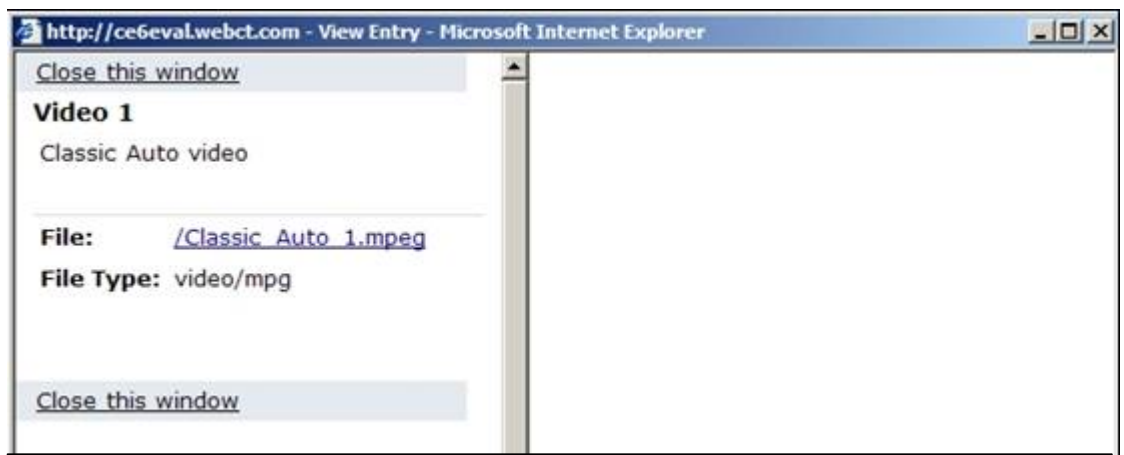 http://ce6eval.webct.com - View Entry - Microsoft Internet Explorer
Close this window
Video 1
Classic Auto video
File: /Classic_Auto_1.mpeg
File Type: video/mpg
Close this window